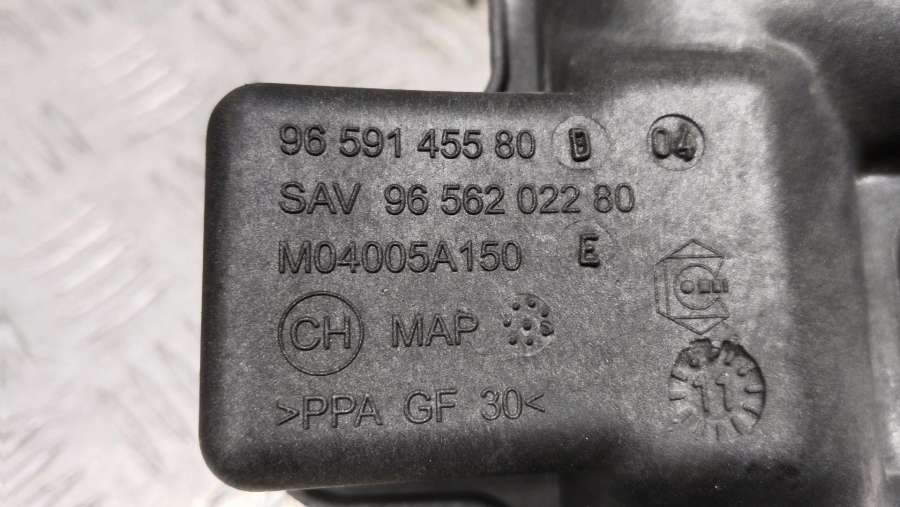 96 591 455 80 B 04
SAV 96 562 022 80
M04005A150 E
CH MAP
>PPA GF 30<
11